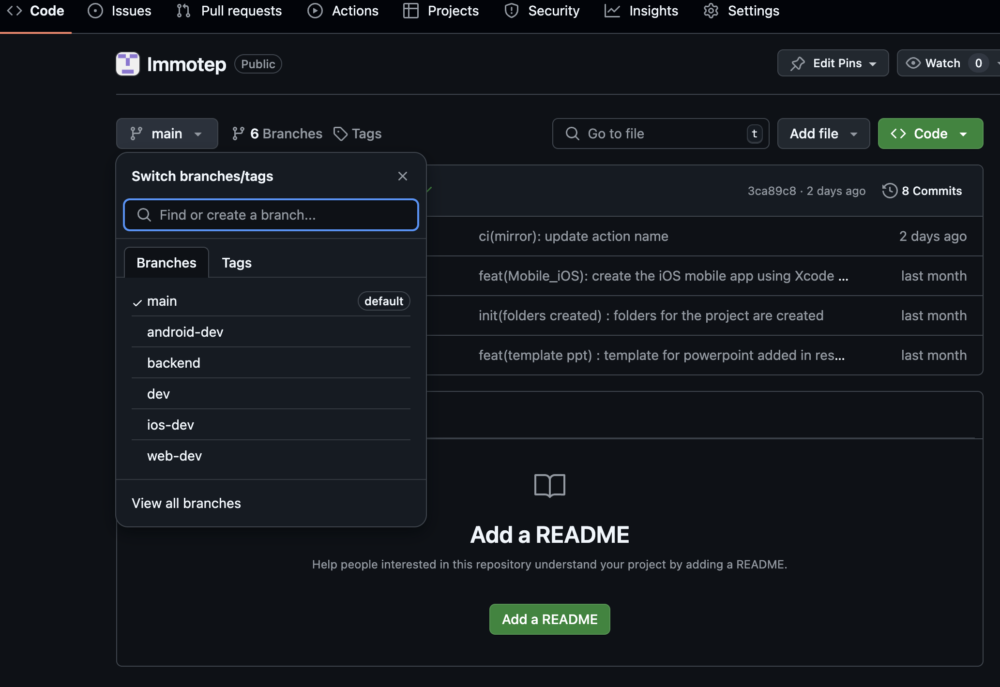 Code Issues Pull requests Actions Projects Security Insights Settings
Immotep Public
Edit Pins Watch 0
main 6 Branches Tags
Go to file t Add file Code
Switch branches/tags
3ca89c8 · 2 days ago 8 Commits
Find or create a branch...
ci(mirror): update action name 2 days ago
Branches Tags
feat(Mobile_iOS): create the iOS mobile app using Xcode ... last month
main default
init(folders created) : folders for the project are created last month
android-dev
feat(template ppt) : template for powerpoint added in res... last month
backend
dev
ios-dev
web-dev
View all branches
Add a README
Help people interested in this repository understand your project by adding a README.
Add a README